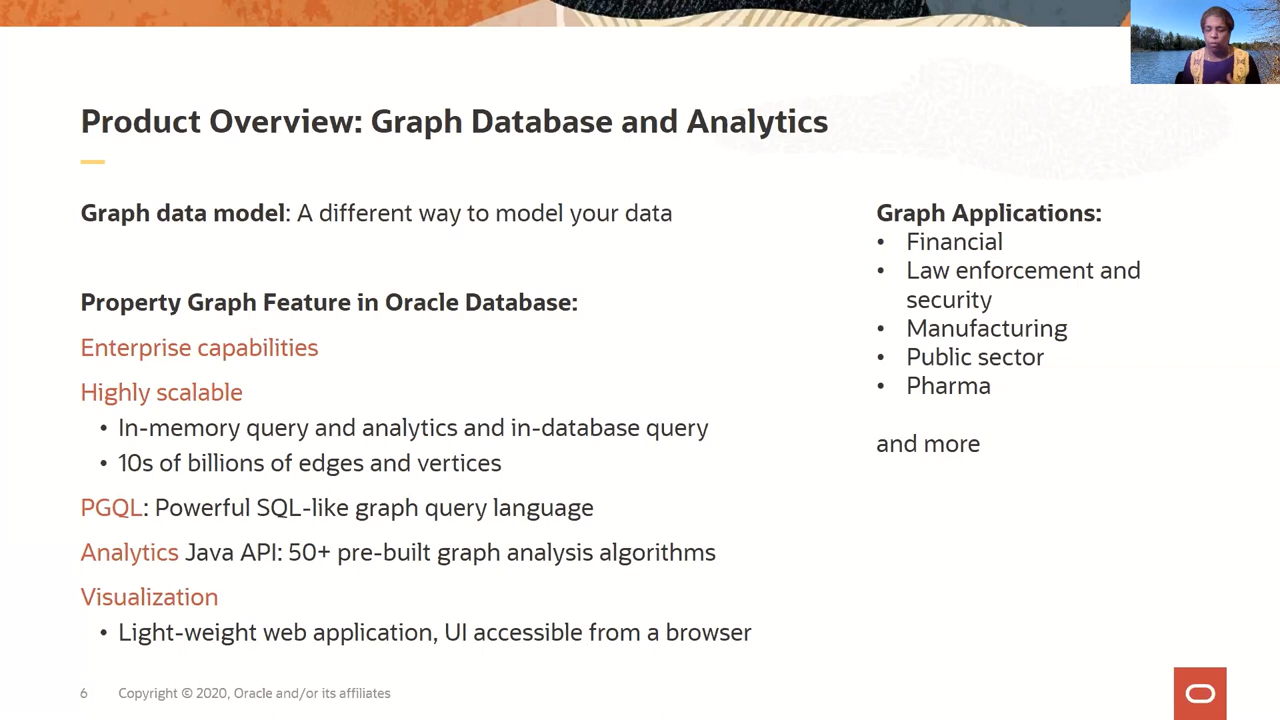 Product Overview: Graph Database and Analytics
Graph data model: A different way to model your data
Property Graph Feature in Oracle Database:
Enterprise capabilities
Highly scalable
• In-memory query and analytics and in-database query
• 10s of billions of edges and vertices
PGQL: Powerful SQL-like graph query language
Analytics Java API: 50+ pre-built graph analysis algorithms
Visualization
• Light-weight web application, UI accessible from a browser
Graph Applications:
• Financial
• Law enforcement and
security
• Manufacturing
• Public sector
• Pharma
and more
6 Copyright © 2020, Oracle and/or its affiliates